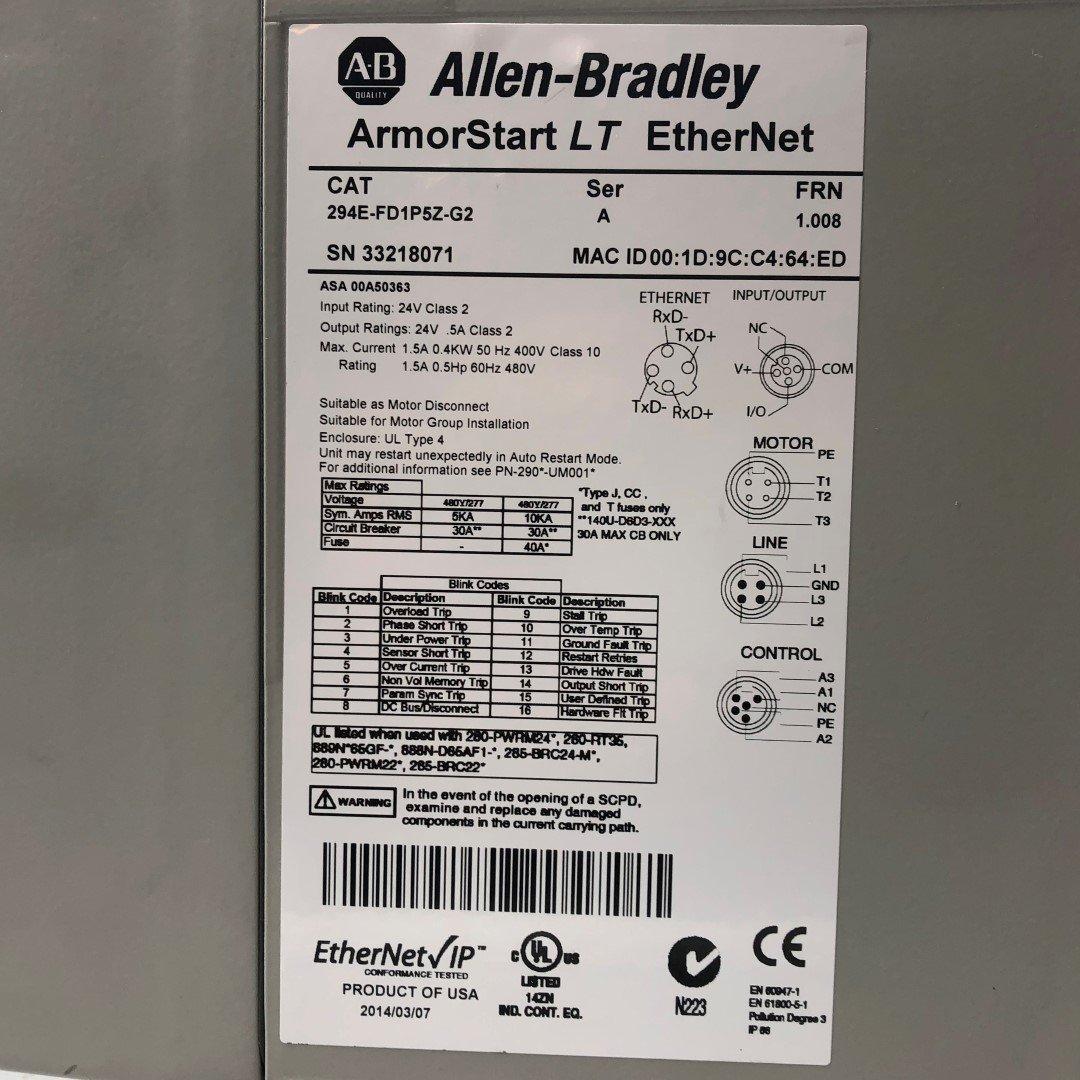 A-B
QUALITY
Allen-Bradley
ArmorStart LT EtherNet
CAT Ser FRN
294E-FD1P5Z-G2 A 1.008
SN 33218071 MAC ID 00:1D:9C:C4:64:ED
ASA 00A50363
Input Rating: 24V Class 2
Output Ratings: 24V .5A Class 2
Max. Current 1.5A 0.4KW 50 Hz 400V Class 10
Rating 1.5A 0.5Hp 60Hz 480V
Suitable as Motor Disconnect
Suitable for Motor Group Installation
Enclosure: UL Type 4
Unit may restart unexpectedly in Auto Restart Mode.
For additional information see PN-290*-UM001*
ETHERNET
RxD-
TxD+
TxD-
RxD+
INPUT/OUTPUT
NC
V+
COM
I/O
MOTOR
PE
T1
T2
T3
LINE
L1
GND
L3
L2
CONTROL
A3
A1
NC
PE
A2
Max Ratings
Voltage 480Y/277 480Y/277
Sym. Amps RMS 5KA 10KA
Circuit Breaker 30A** 30A**
Fuse - 40A*
*Type J, CC,
and T fuses only
**140U-D6D3-XXX
30A MAX CB ONLY
Blink Codes
Blink Code Description Blink Code Description
1 Overload Trip 9 Stall Trip
2 Phase Short Trip 10 Over Temp Trip
3 Under Power Trip 11 Ground Fault Trip
4 Sensor Short Trip 12 Restart Retries
5 Over Current Trip 13 Drive Hdw Fault
6 Non Vol Memory Trip 14 Output Short Trip
7 Param Sync Trip 15 User Defined Trip
8 DC Bus/Disconnect 16 Hardware Flt Trip
UL listed when used with 280-PWRM24*, 280-RT35,
889N*65GF-*, 888N-D65AF1-*, 285-BRC24-M*,
280-PWRM22*, 285-BRC22*
WARNING
In the event of the opening of a SCPD,
examine and replace any damaged
components in the current carrying path.
EtherNet/IP™
CONFORMANCE TESTED
PRODUCT OF USA
2014/03/07
C UL US
LISTED
14ZN
IND. CONT. EQ.
N223
CE
EN 60947-1
EN 61800-5-1
Pollution Degree 3
IP 66